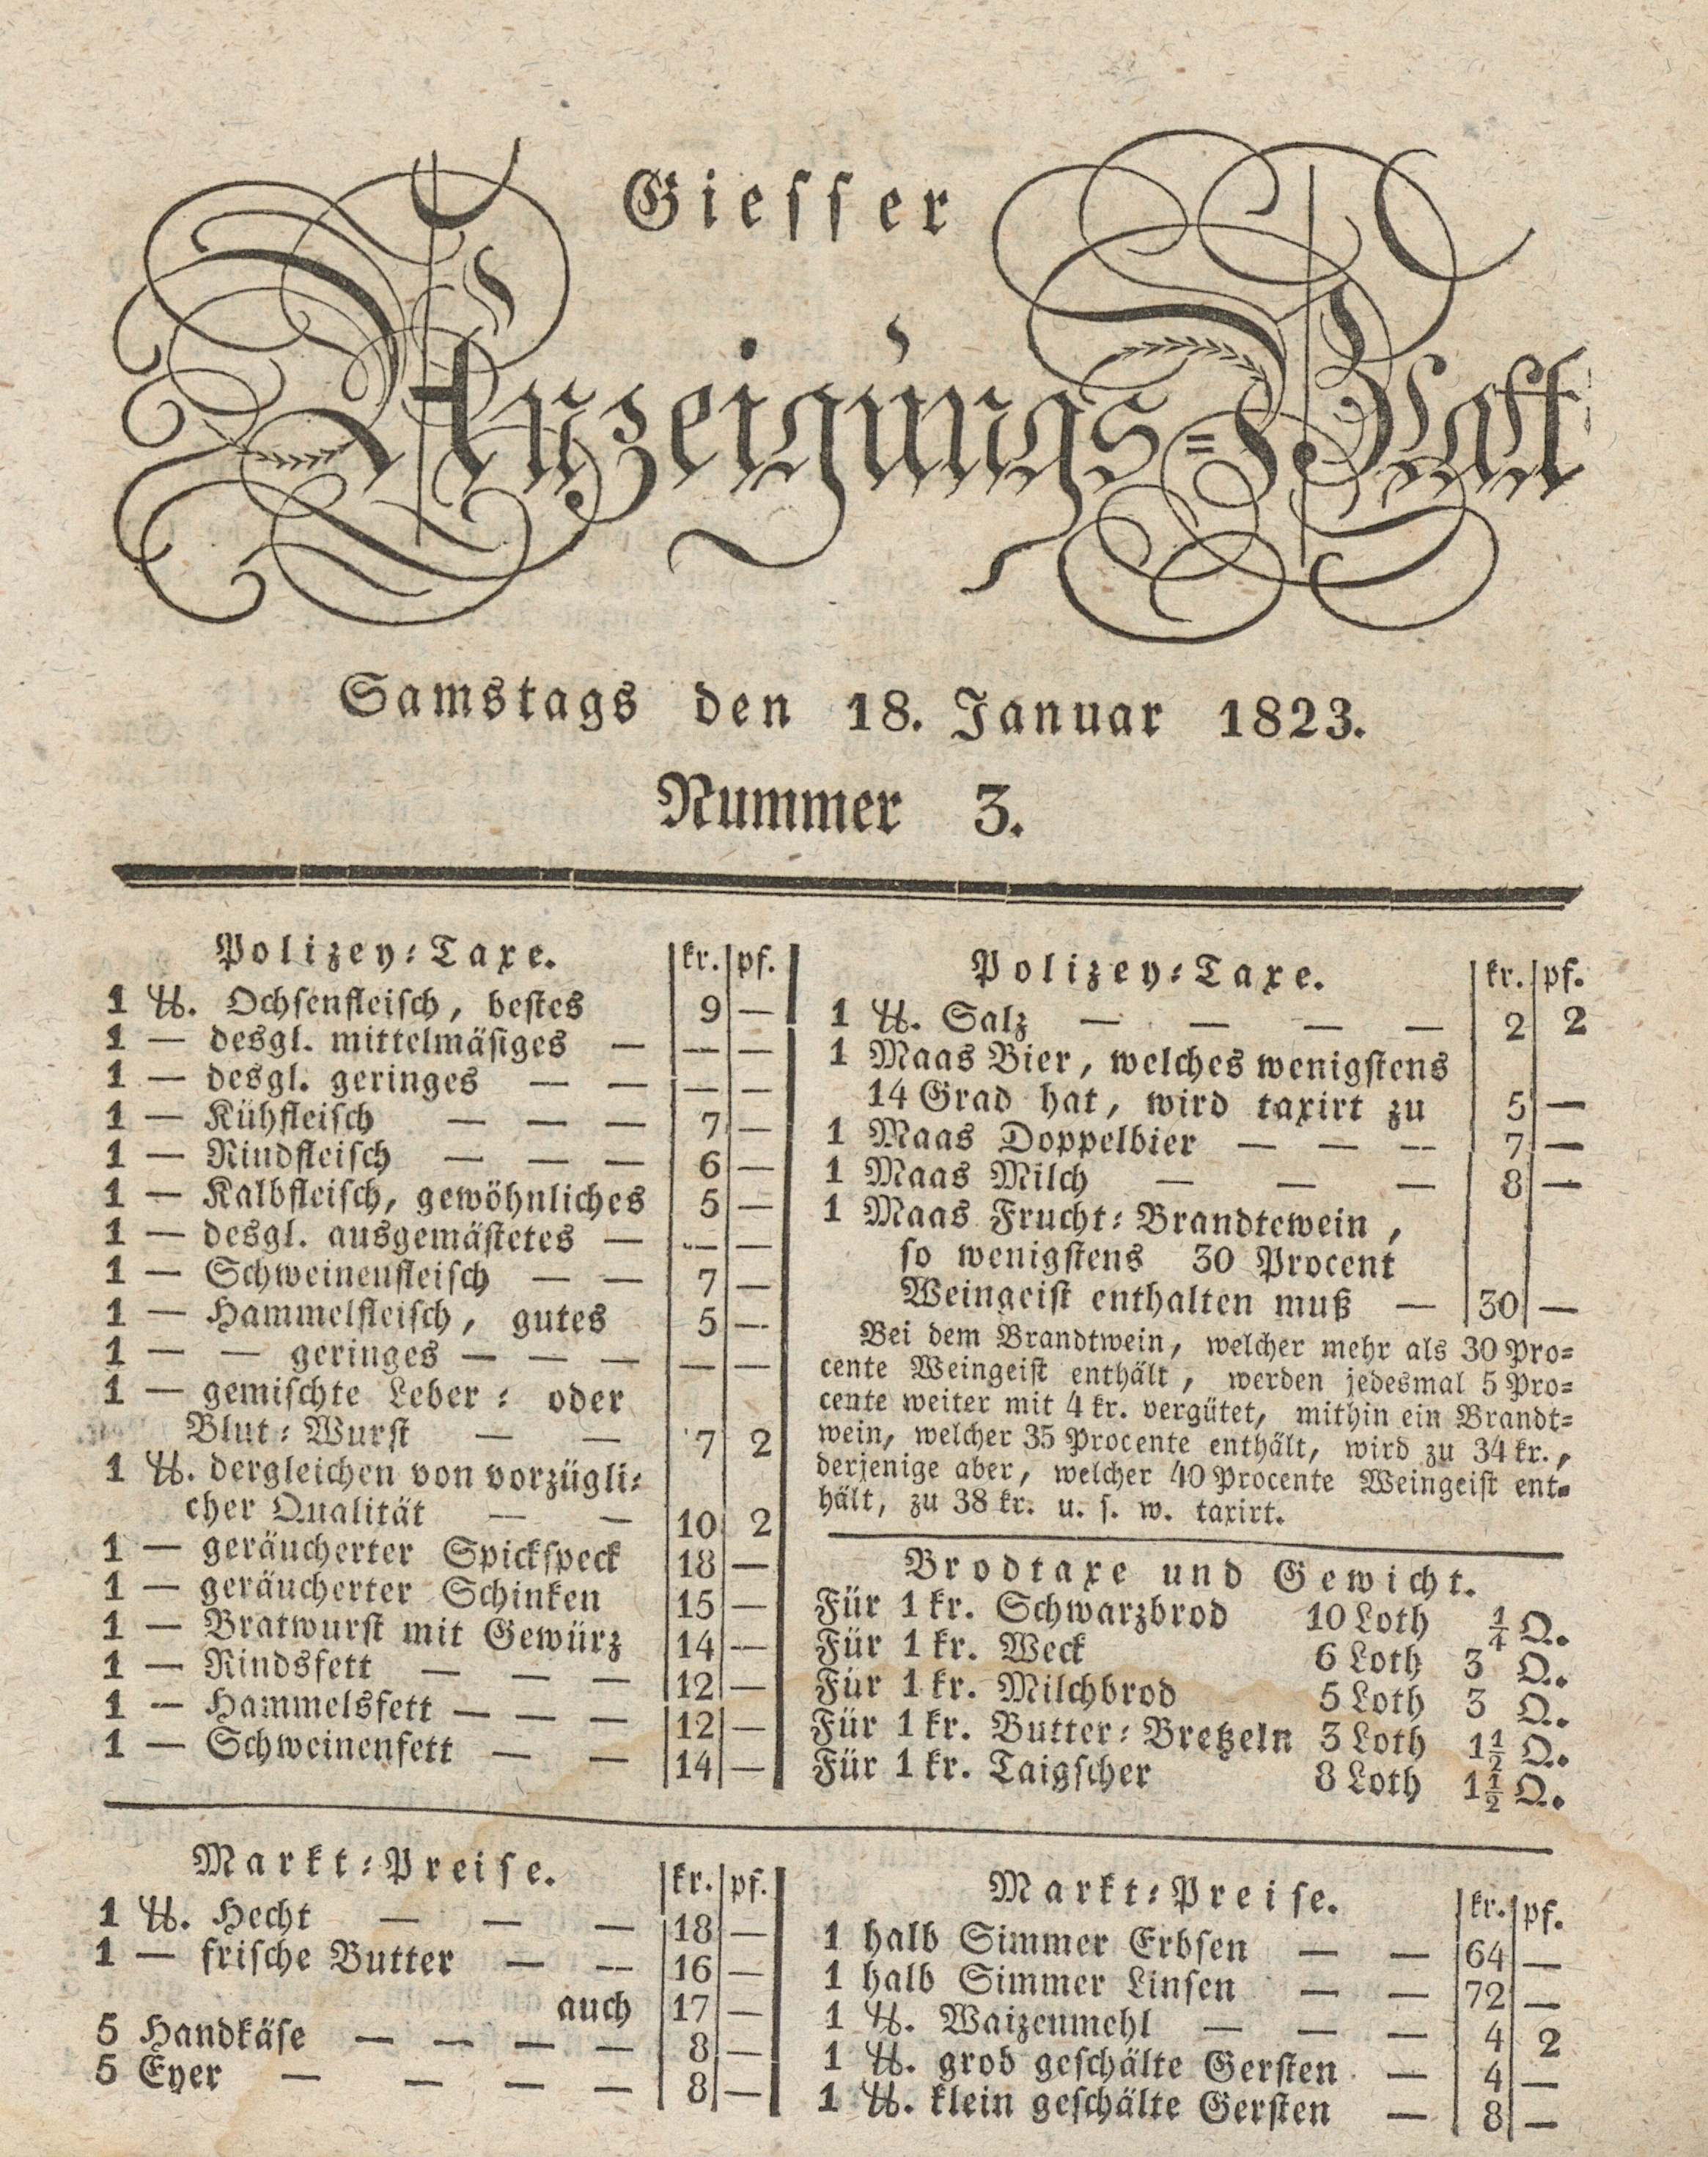 Giesser
Anzeigungs-Blatt
Samstags den 18. Januar 1823.
Nummer 3.
Polizey-Taxe. kr. pf.
1 ℔. Ochsenfleisch, bestes 9 —
1 — desgl. mittelmäsiges — — —
1 — desgl. geringes — — — —
1 — Kühfleisch — — — 7 —
1 — Rindfleisch — — — 6 —
1 — Kalbfleisch, gewöhnliches 5 —
1 — desgl. ausgemästetes — — —
1 — Schweinenfleisch — — 7 —
1 — Hammelfleisch, gutes 5 —
1 — — geringes — — — — —
1 — gemischte Leber- oder
Blut-Wurst — — 7 2
1 ℔. dergleichen von vorzügli-
cher Qualität — — 10 2
1 — geräucherter Spickspeck 18 —
1 — geräucherter Schinken 15 —
1 — Bratwurst mit Gewürz 14 —
1 — Rindsfett — — — 12 —
1 — Hammelsfett — — — 12 —
1 — Schweinenfett — — 14 —
Polizey-Taxe. kr. pf.
1 ℔. Salz — — — — 2 2
1 Maas Bier, welches wenigstens
14 Grad hat, wird taxirt zu 5 —
1 Maas Doppelbier — — — 7 —
1 Maas Milch — — — 8 —
1 Maas Frucht-Brandtewein,
so wenigstens 30 Procent
Weingeist enthalten muß — 30 —
Bei dem Brandtwein, welcher mehr als 30 Pro-
cente Weingeist enthält, werden jedesmal 5 Pro-
cente weiter mit 4 kr. vergütet, mithin ein Brandt-
wein, welcher 35 Procente enthält, wird zu 34 kr.,
derjenige aber, welcher 40 Procente Weingeist ent-
hält, zu 38 kr. u. s. w. taxirt.
Brodtaxe und Gewicht.
Für 1 kr. Schwarzbrod 10 Loth ¼ Q.
Für 1 kr. Weck 6 Loth 3 Q.
Für 1 kr. Milchbrod 5 Loth 3 Q.
Für 1 kr. Butter-Bretzeln 3 Loth 1½ Q.
Für 1 kr. Taigscher 8 Loth 1½ Q.
Markt-Preise. kr. pf.
1 ℔. Hecht — — — 18 —
1 — frische Butter — — 16 —
auch 17 —
5 Handkäse — — — — 8 —
5 Eyer — — — — 8 —
Markt-Preise. kr. pf.
1 halb Simmer Erbsen — — 64 —
1 halb Simmer Linsen — — 72 —
1 ℔. Waizenmehl — — — 4 2
1 ℔. grob geschälte Gersten — 4 —
1 ℔. klein geschälte Gersten — 8 —